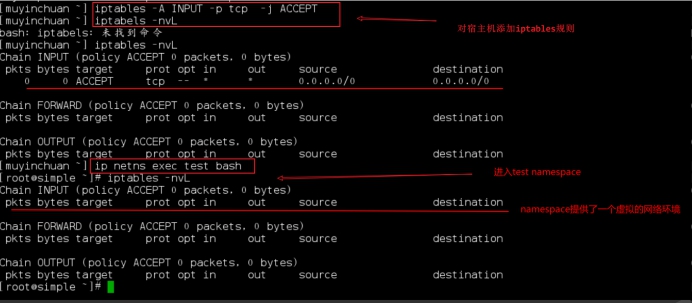 [muyinchuan ~] iptables -A INPUT -p tcp  -j ACCEPT
[muyinchuan ~] iptabels -nvL
对宿主机添加iptables规则
bash: iptabels: 未找到命令
[muyinchuan ~] iptables -nvL
Chain INPUT (policy ACCEPT 0 packets, 0 bytes)
pkts bytes target     prot opt in     out     source               destination
0     0 ACCEPT     tcp  --  *      *       0.0.0.0/0            0.0.0.0/0
Chain FORWARD (policy ACCEPT 0 packets, 0 bytes)
pkts bytes target     prot opt in     out     source               destination
Chain OUTPUT (policy ACCEPT 0 packets, 0 bytes)
pkts bytes target     prot opt in     out     source               destination
[muyinchuan ~] ip netns exec test bash
进入test namespace
[root@simple ~]# iptables -nvL
Chain INPUT (policy ACCEPT 0 packets, 0 bytes)
pkts bytes target     prot opt in     out     source               destination
namespace提供了一个虚拟的网络环境
Chain FORWARD (policy ACCEPT 0 packets, 0 bytes)
pkts bytes target     prot opt in     out     source               destination
Chain OUTPUT (policy ACCEPT 0 packets, 0 bytes)
pkts bytes target     prot opt in     out     source               destination
[root@simple ~]#